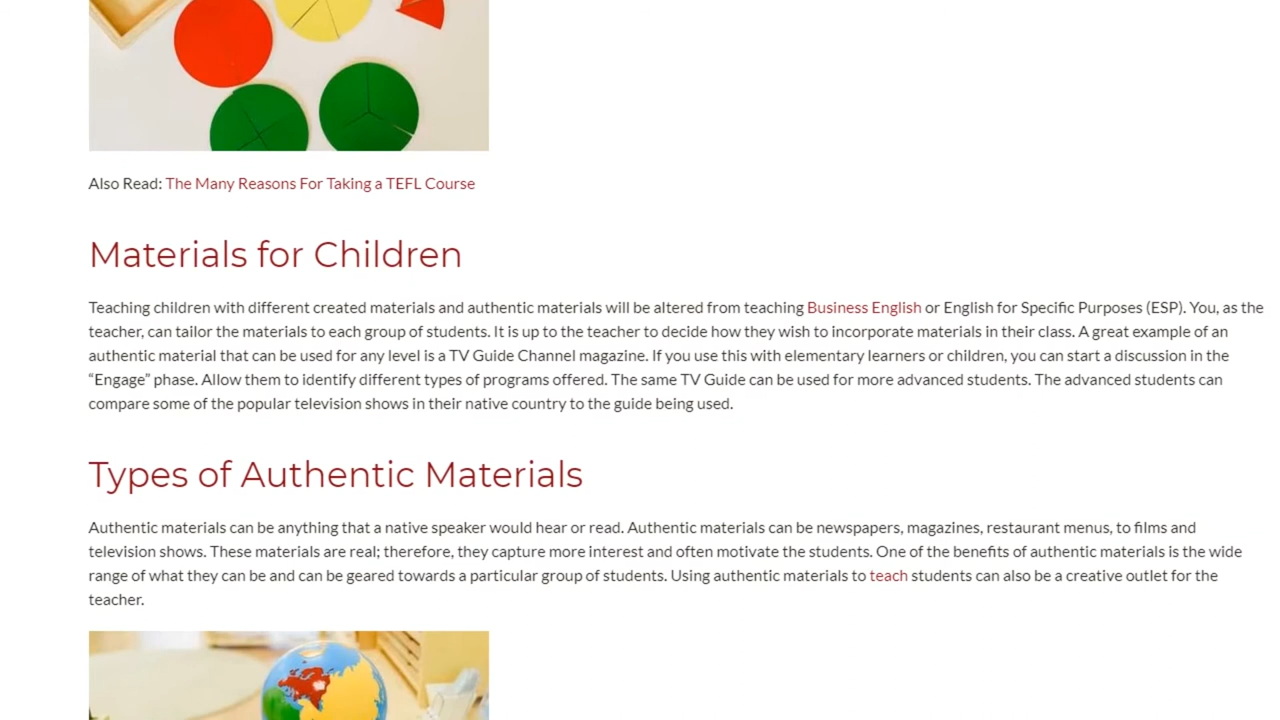 Also Read: The Many Reasons For Taking a TEFL Course
Materials for Children
Teaching children with different created materials and authentic materials will be altered from teaching Business English or English for Specific Purposes (ESP). You, as the
teacher, can tailor the materials to each group of students. It is up to the teacher to decide how they wish to incorporate materials in their class. A great example of an
authentic material that can be used for any level is a TV Guide Channel magazine. If you use this with elementary learners or children, you can start a discussion in the
“Engage” phase. Allow them to identify different types of programs offered. The same TV Guide can be used for more advanced students. The advanced students can
compare some of the popular television shows in their native country to the guide being used.
Types of Authentic Materials
Authentic materials can be anything that a native speaker would hear or read. Authentic materials can be newspapers, magazines, restaurant menus, to films and
television shows. These materials are real; therefore, they capture more interest and often motivate the students. One of the benefits of authentic materials is the wide
range of what they can be and can be geared towards a particular group of students. Using authentic materials to teach students can also be a creative outlet for the
teacher.